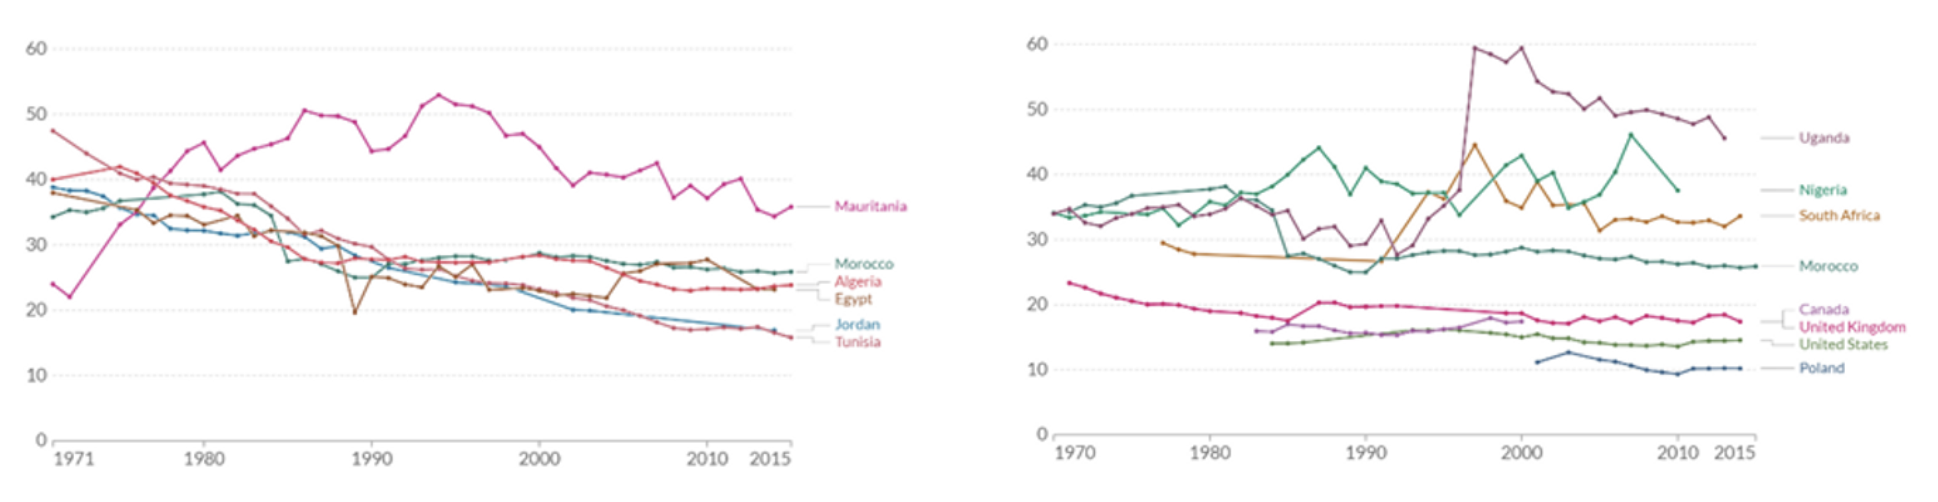 60
50
40
30
20
10
0
1971 1980 1990 2000 2010 2015
Mauritania
Morocco
Algeria
Egypt
Jordan
Tunisia
60
50
40
30
20
10
0
1970 1980 1990 2000 2010 2015
Uganda
Nigeria
South Africa
Morocco
Canada
United Kingdom
United States
Poland